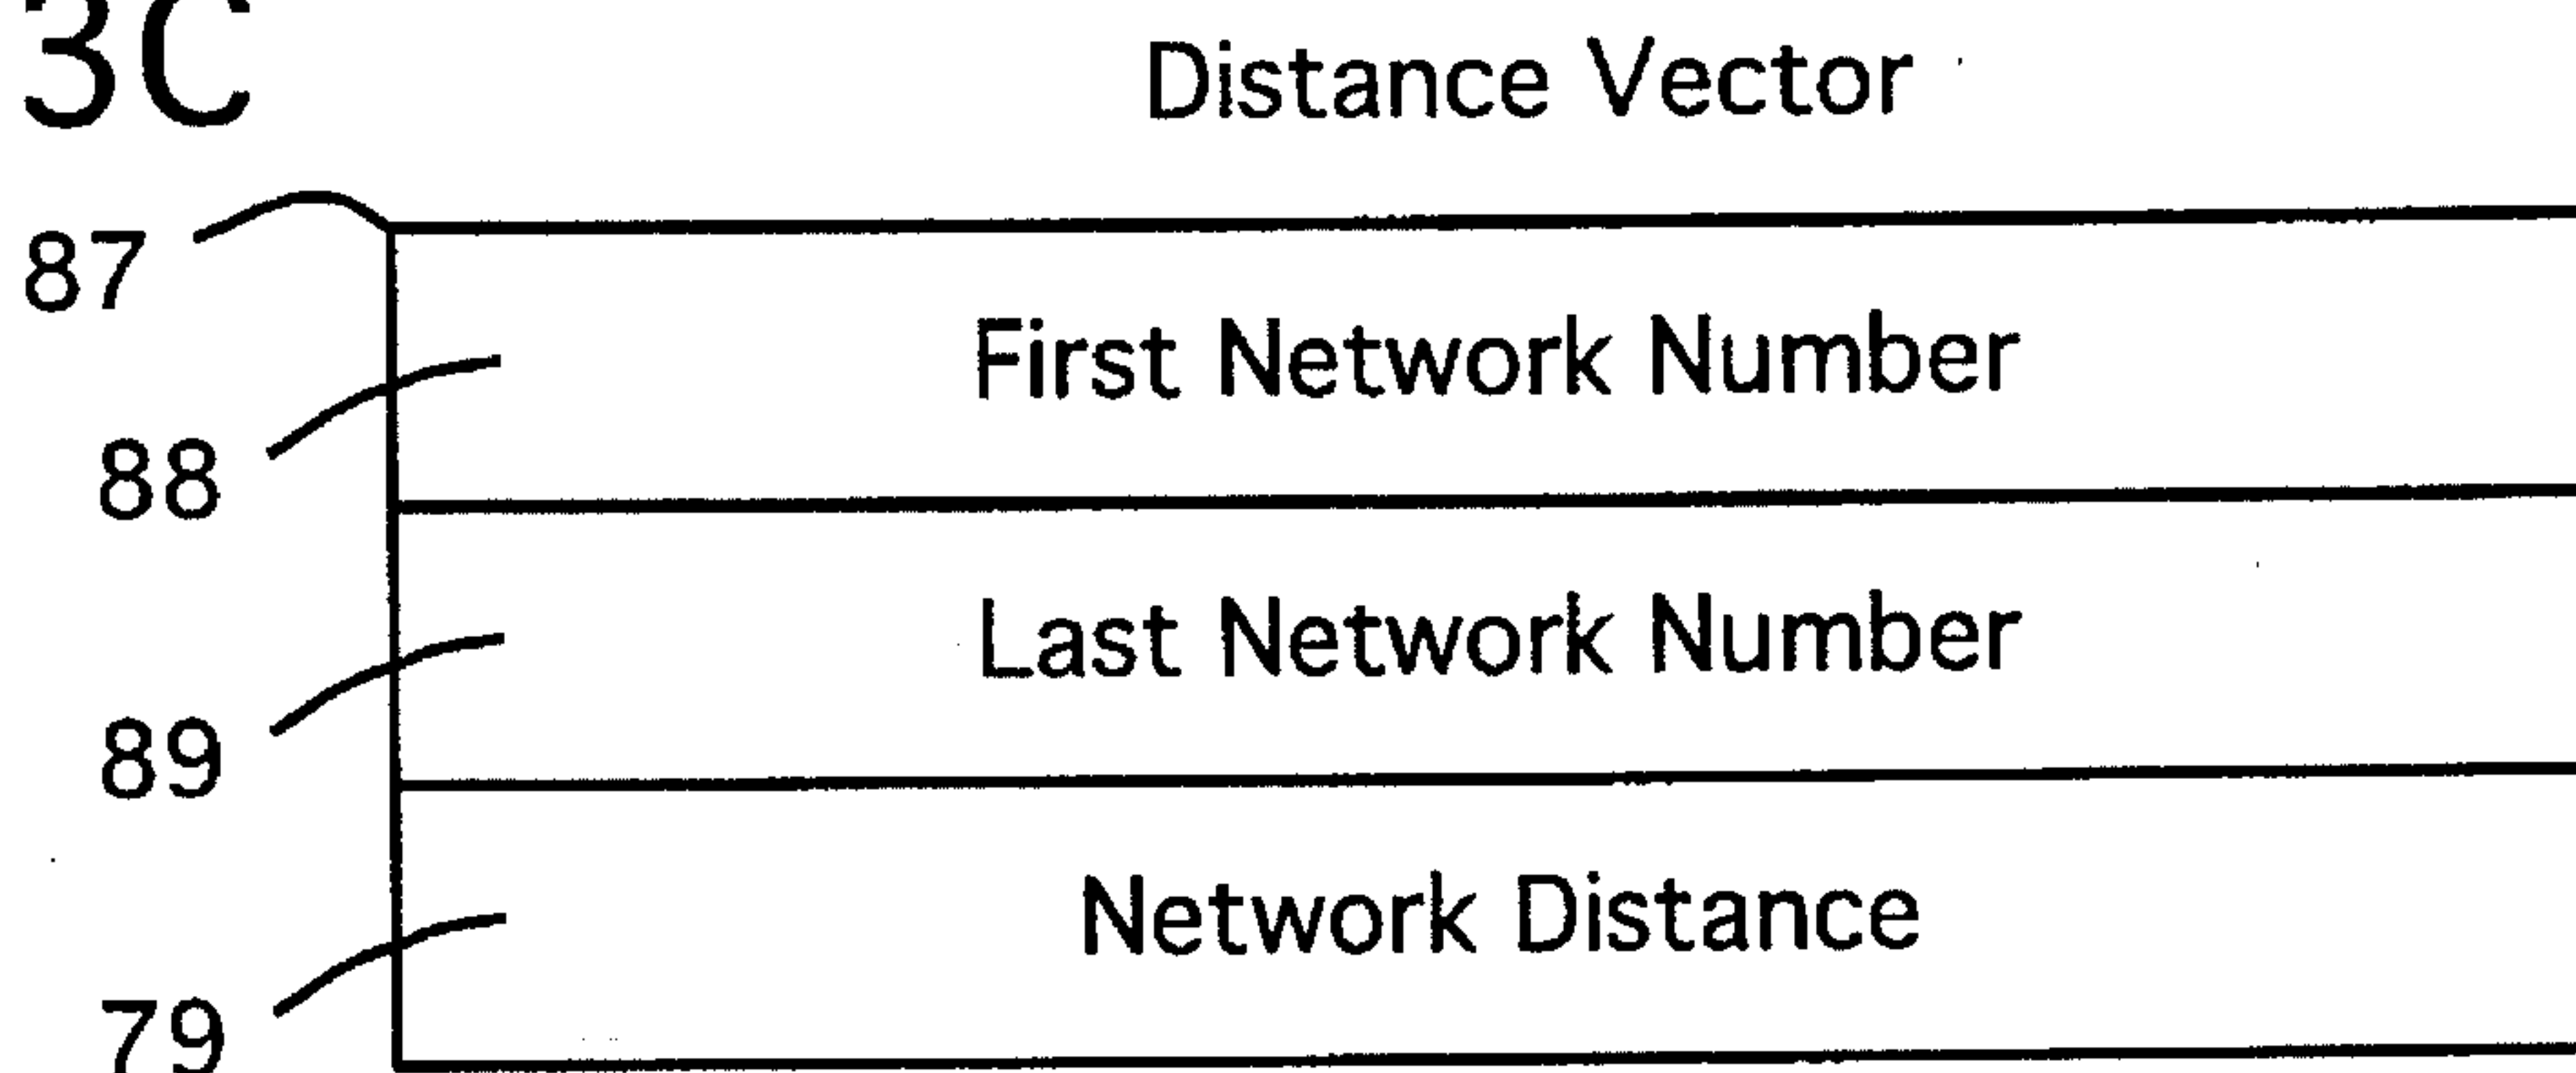 3C
Distance Vector
87
First Network Number
88
Last Network Number
89
Network Distance
79